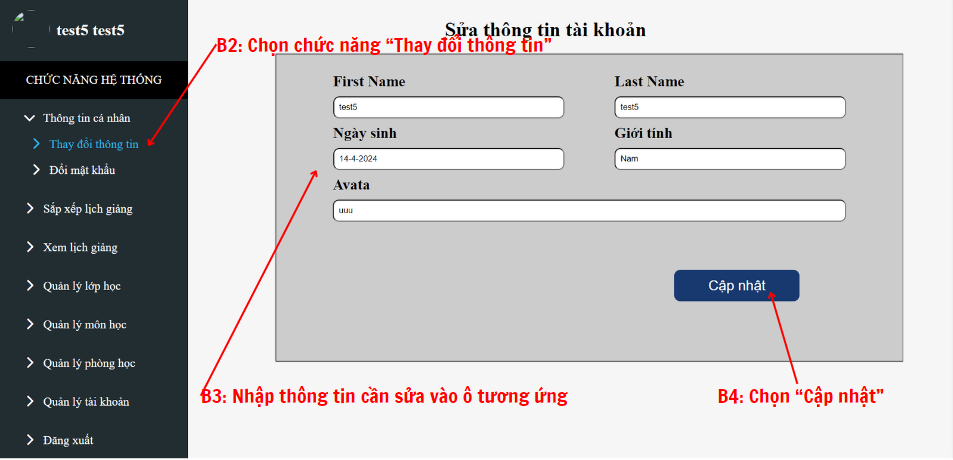 test5 test5
CHỨC NĂNG HỆ THỐNG
Thông tin cá nhân
Thay đổi thông tin
Đổi mật khẩu
Sắp xếp lịch giảng
Xem lịch giảng
Quản lý lớp học
Quản lý môn học
Quản lý phòng học
Quản lý tài khoản
Đăng xuất
Sửa thông tin tài khoản
B2: Chọn chức năng “Thay đổi thông tin”
First Name
Last Name
test5
test5
Ngày sinh
Giới tính
14-4-2024
Nam
Avata
uuu
Cập nhật
B3: Nhập thông tin cần sửa vào ô tương ứng
B4: Chọn “Cập nhật”